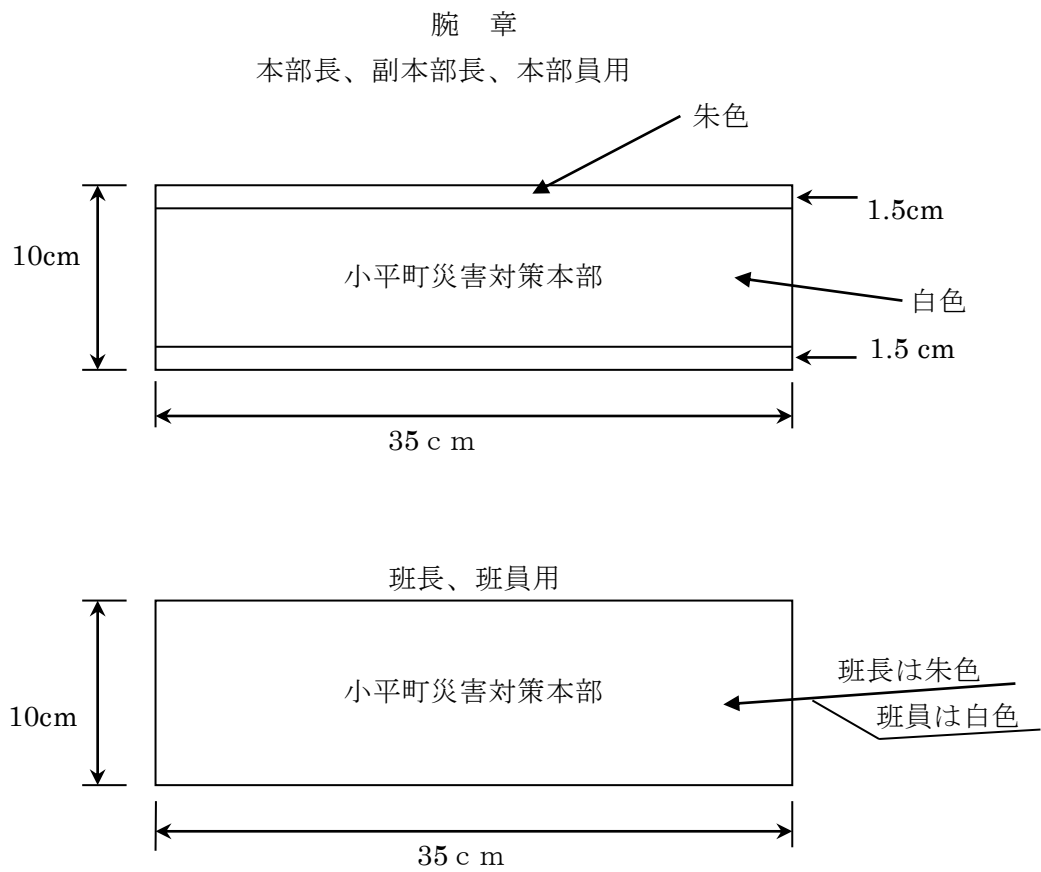 腕　章
本部長、副本部長、本部員用
朱色
1.5cm
10cm
小平町災害対策本部
白色
1.5 cm
35ｃｍ
班長、班員用
班長は朱色
小平町災害対策本部
班員は白色
10cm
35ｃｍ